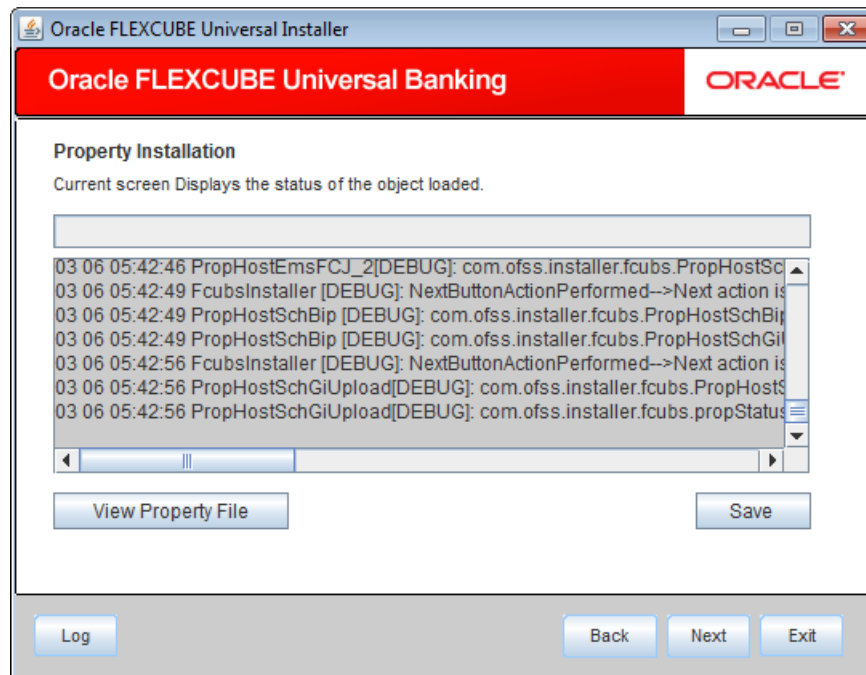 Oracle FLEXCUBE Universal Installer
Oracle FLEXCUBE Universal Banking
ORACLE
Property Installation
Current screen Displays the status of the object loaded.
03 06 05:42:46 PropHostEmsFCJ_2[DEBUG]: com.ofss.installer.fcubs.PropHostSc
03 06 05:42:49 FcubsInstaller [DEBUG]: NextButtonActionPerformed-->Next action is
03 06 05:42:49 PropHostSchBip [DEBUG]: com.ofss.installer.fcubs.PropHostSchBip
03 06 05:42:49 PropHostSchBip [DEBUG]: com.ofss.installer.fcubs.PropHostSchGi
03 06 05:42:56 FcubsInstaller [DEBUG]: NextButtonActionPerformed-->Next action is
03 06 05:42:56 PropHostSchGiUpload[DEBUG]: com.ofss.installer.fcubs.PropHostS
03 06 05:42:56 PropHostSchGiUpload[DEBUG]: com.ofss.installer.fcubs.propStatus
View Property File
Save
Log
Back
Next
Exit